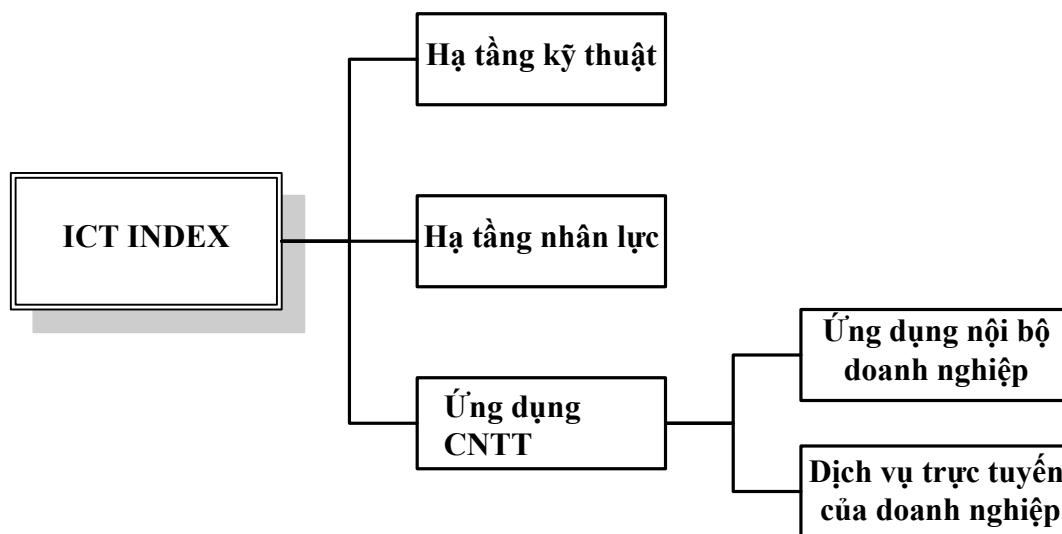 Hạ tầng kỹ thuật
ICT INDEX
Hạ tầng nhân lực
Ứng dụng
CNTT
Ứng dụng nội bộ
doanh nghiệp
Dịch vụ trực tuyến
của doanh nghiệp